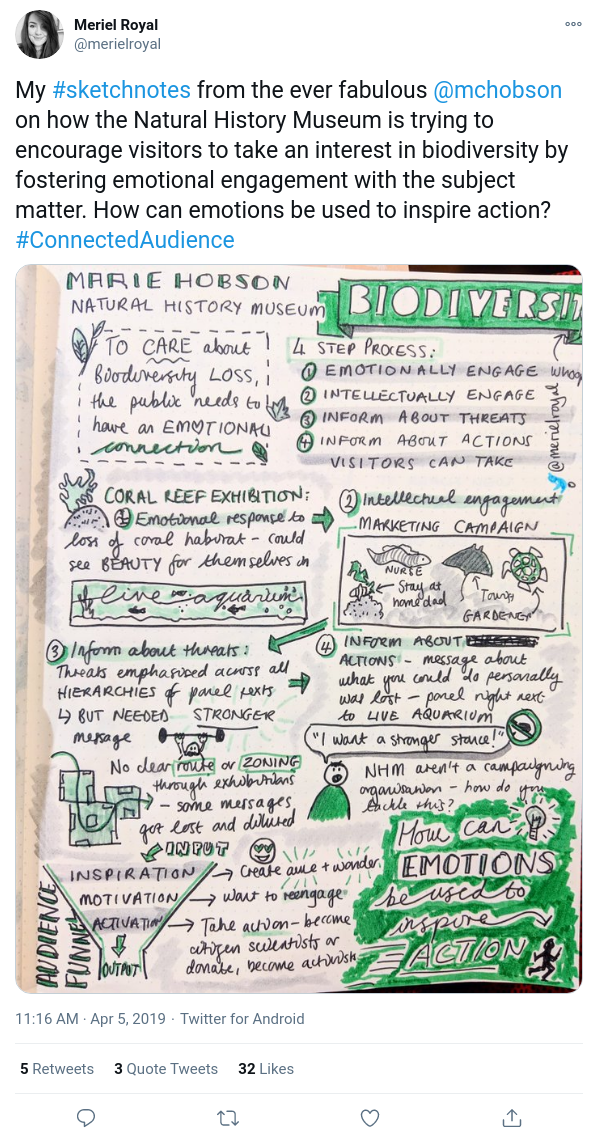 Meriel Royal
@merielroyal
My #sketchnotes from the ever fabulous @mchobson
on how the Natural History Museum is trying to
encourage visitors to take an interest in biodiversity by
fostering emotional engagement with the subject
matter. How can emotions be used to inspire action?
#ConnectedAudience
MARIE HOBSON
NATURAL HISTORY MUSEUM
BIODIVERSIT
TO CARE about
Biodiversity LOSS,
the public needs to
have an EMOTIONAL
connection
4 STEP PROCESS:
① EMOTIONALLY ENGAGE
② INTELLECTUALLY ENGAGE
③ INFORM ABOUT THREATS
④ INFORM ABOUT ACTIONS
VISITORS CAN TAKE
@merielroyal
CORAL REEF EXHIBITION:
① Emotional response to
loss of coral habitat - could
see BEAUTY for themselves in
live aquarium
② Intellectual engagement
MARKETING CAMPAIGN
NURSE
Stay at
home dad
Town
GARDENER
③ Inform about threats:
Threats emphasised across all
HIERARCHIES of panel texts
↳ BUT NEEDED STRONGER
message
No clear route or ZONING
through exhibitions
- some messages
got lost and diluted
④ INFORM ABOUT
ACTIONS - message about
what you could do personally
was lost - panel right next
to LIVE AQUARIUM
"I want a stronger stance!"
NHM aren't a campaigning
organisation - how do you
tackle this?
INPUT
INSPIRATION → Create awe + wonder
MOTIVATION → want to reengage
ACTIVATION → Take action - become
citizen scientists or
donate, become activish
OUTPUT
AUDIENCE
FUNNEL
How can
EMOTIONS
be used to
inspire
ACTION
11:16 AM · Apr 5, 2019 · Twitter for Android
5 Retweets 3 Quote Tweets 32 Likes